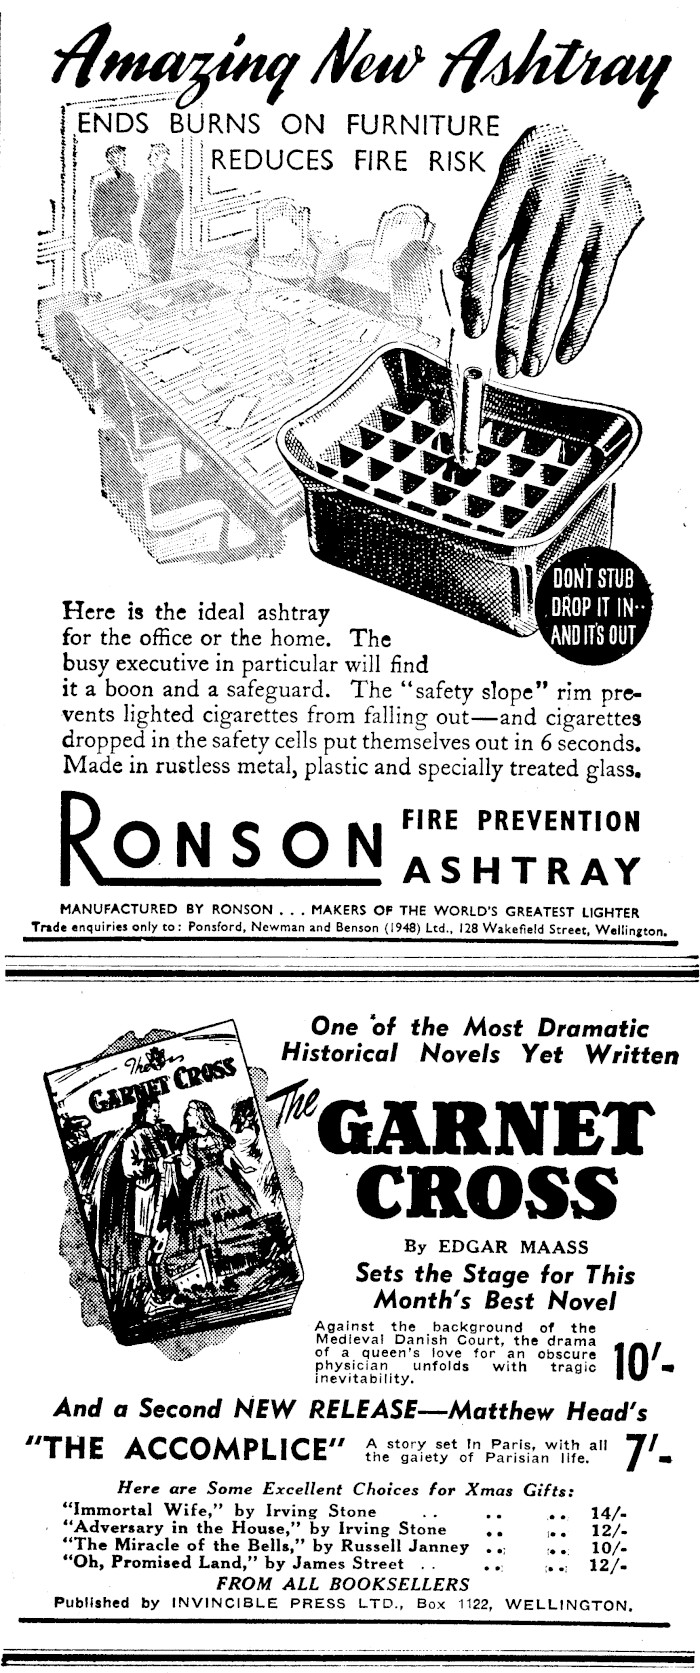 Amazing New Ashtray
ENDS BURNS ON FURNITURE
REDUCES FIRE RISK
DON'T STUB
DROP IT IN··
AND IT'S OUT
Here is the ideal ashtray
for the office or the home. The
busy executive in particular will find
it a boon and a safeguard. The "safety slope" rim pre-
vents lighted cigarettes from falling out—and cigarettes
dropped in the safety cells put themselves out in 6 seconds.
Made in rustless metal, plastic and specially treated glass.
RONSON
FIRE PREVENTION
ASHTRAY
MANUFACTURED BY RONSON . . . MAKERS OF THE WORLD'S GREATEST LIGHTER
Trade enquiries only to: Ponsford, Newman and Benson (1948) Ltd., 128 Wakefield Street, Wellington.
The
GARNET CROSS
One of the Most Dramatic
Historical Novels Yet Written
The GARNET
CROSS
By EDGAR MAASS
Sets the Stage for This
Month's Best Novel
Against the background of the
Medieval Danish Court, the drama
of a queen's love for an obscure
physician unfolds with tragic
inevitability.
10'-
And a Second NEW RELEASE—Matthew Head's
"THE ACCOMPLICE"
A story set in Paris, with all
the gaiety of Parisian life.
7'-
Here are Some Excellent Choices for Xmas Gifts:
"Immortal Wife," by Irving Stone .. .. .. 14/-
"Adversary in the House," by Irving Stone .. .. 12/-
"The Miracle of the Bells," by Russell Janney .. .. 10/-
"Oh, Promised Land," by James Street .. .. .. 12/-
FROM ALL BOOKSELLERS
Published by INVINCIBLE PRESS LTD., Box 1122, WELLINGTON.